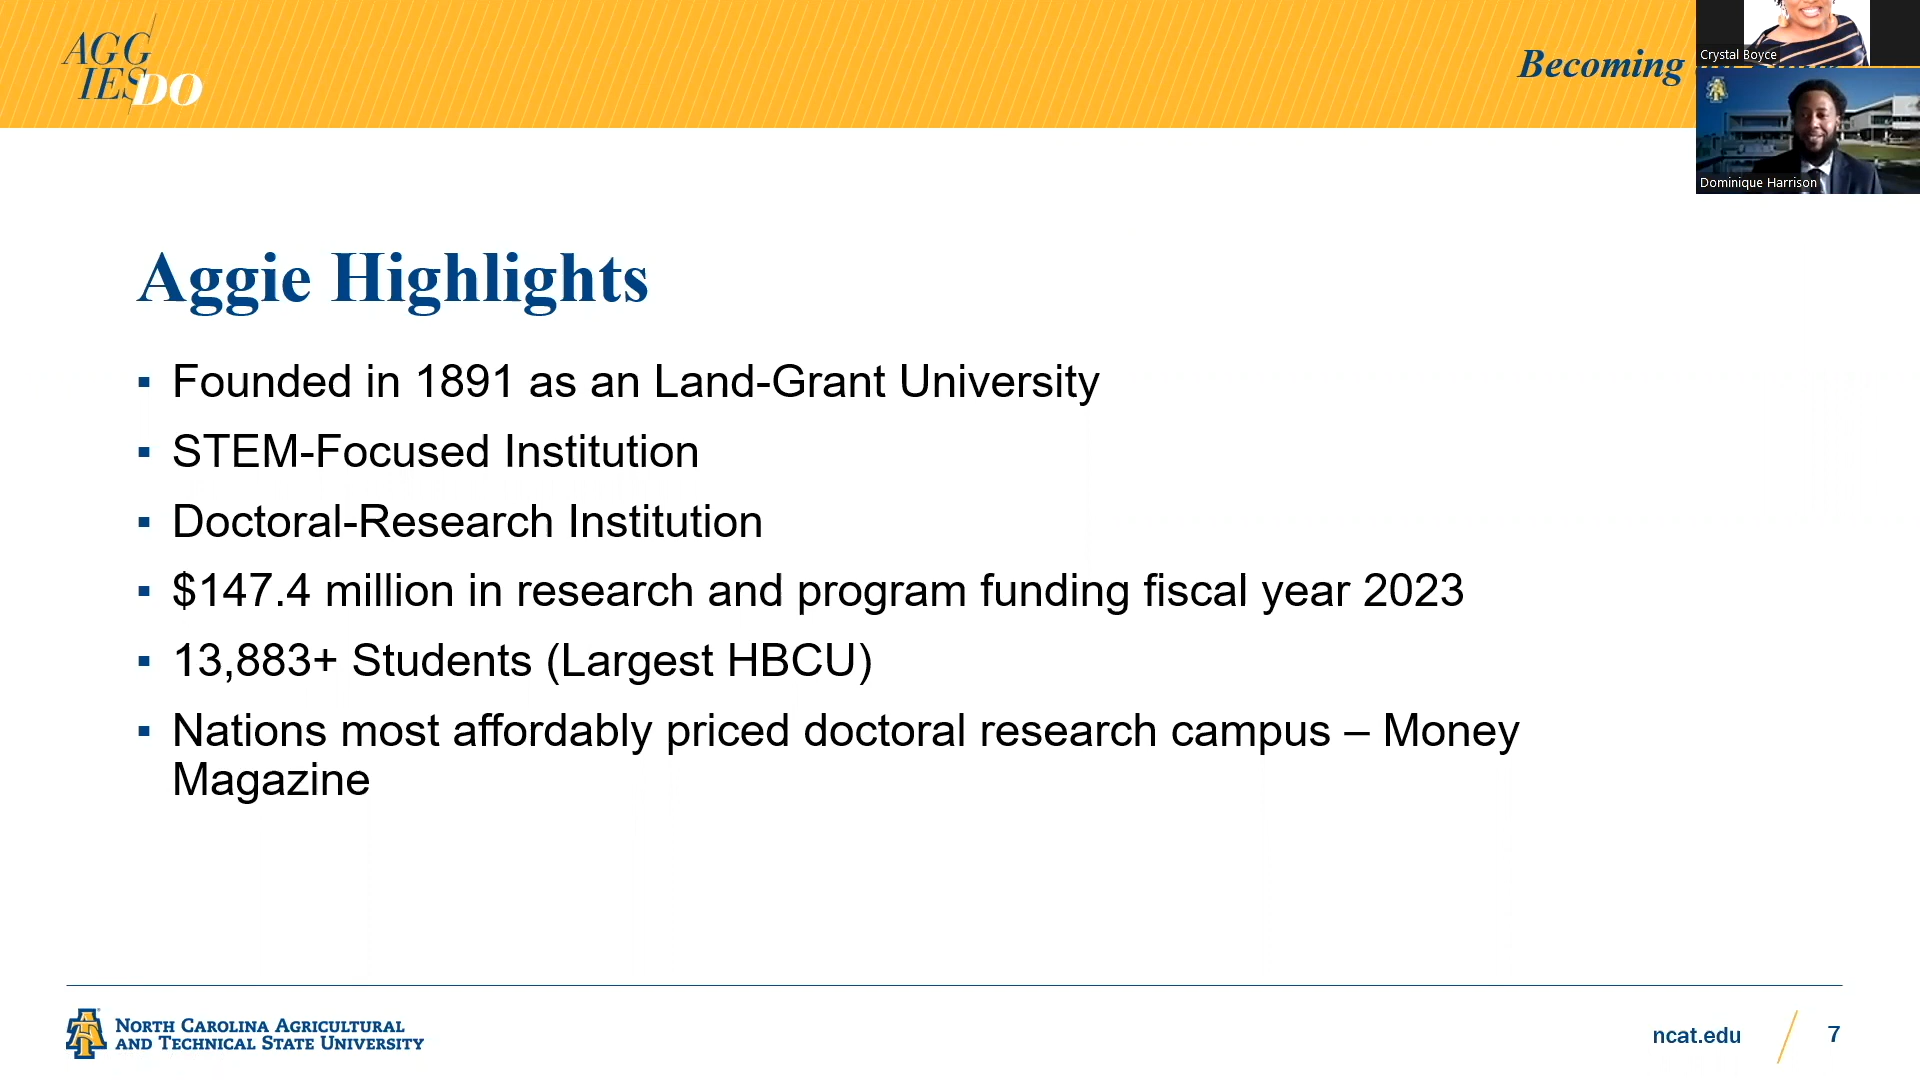 AGG
IES DO
Becoming
Crystal Boyce
Dominique Harrison
Aggie Highlights
▪ Founded in 1891 as an Land-Grant University
▪ STEM-Focused Institution
▪ Doctoral-Research Institution
▪ $147.4 million in research and program funding fiscal year 2023
▪ 13,883+ Students (Largest HBCU)
▪ Nations most affordably priced doctoral research campus – Money
Magazine
North Carolina Agricultural
and Technical State University
ncat.edu
7